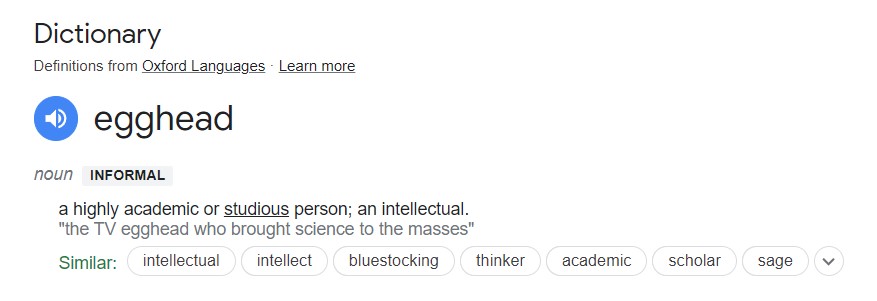 Dictionary
Definitions from Oxford Languages · Learn more
egghead
noun INFORMAL
a highly academic or studious person; an intellectual.
"the TV egghead who brought science to the masses"
Similar: intellectual intellect bluestocking thinker academic scholar sage